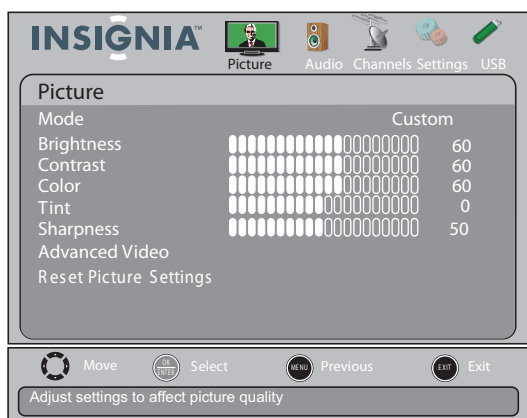 INSIGNIA™
Picture Audio Channels Settings USB
Picture
Mode Custom
Brightness 60
Contrast 60
Color 60
Tint 0
Sharpness 50
Advanced Video
Reset Picture Settings
Move OK ENTER Select MENU Previous EXIT Exit
Adjust settings to affect picture quality